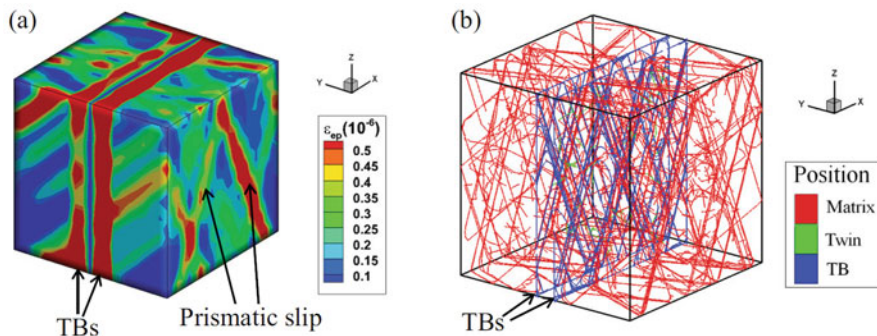 (a)
Z
Y
X
εep(10-6)
0.5
0.45
0.4
0.35
0.3
0.25
0.2
0.15
0.1
TBs
Prismatic slip
(b)
Z
Y
X
Position
Matrix
Twin
TB
TBs